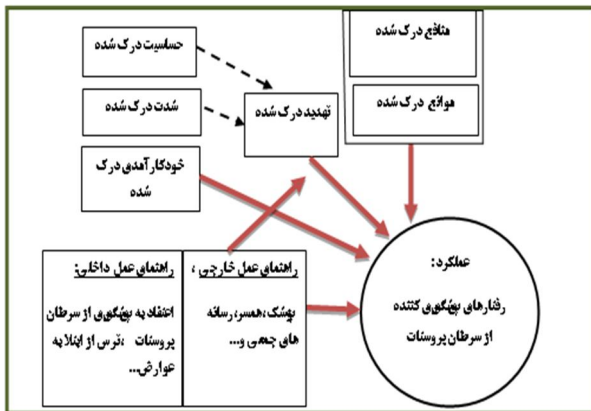 منافع درک شده
حساسیت درک شده
موانع درک شده
شدت درک شده
تهدید درک شده
خودکارآمدی درک
شده
راهنمای عمل خارجی ،
پزشک،همسر،رسانه
های جمعی و...
راهنمای عمل داخلی:
اعتقاد به پیشگیری از سرطان
پروستات ،ترس از ابتلا به
عوارض...
عملکرد:
رفتارهای پیشگیری کننده
از سرطان پروستات